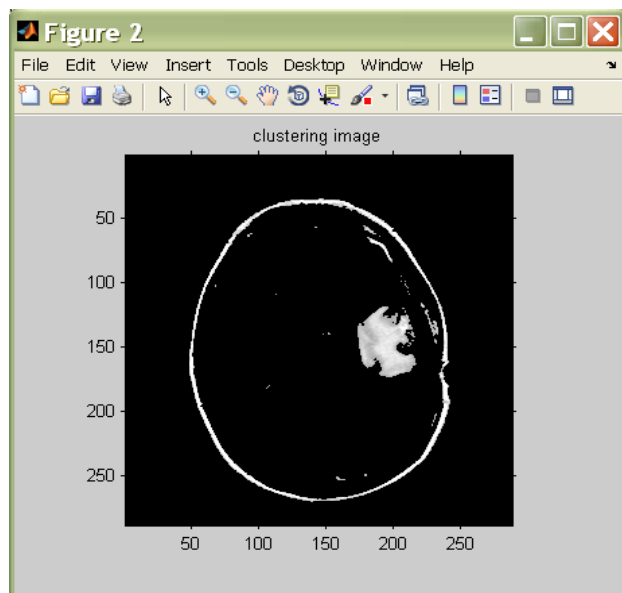 Figure 2
File Edit View Insert Tools Desktop Window Help
clustering image
50
100
150
200
250
50 100 150 200 250